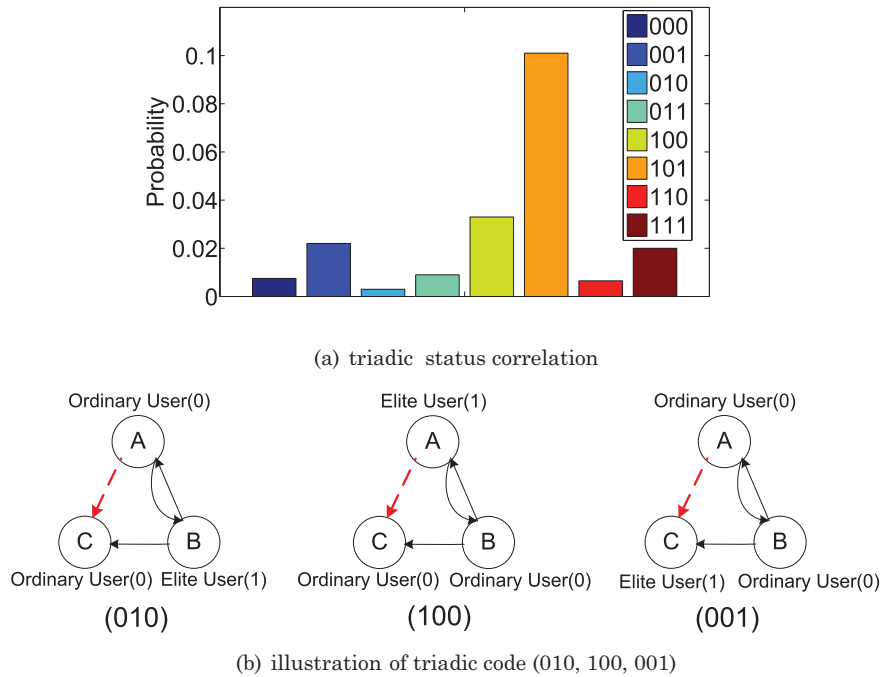 0.1
0.08
0.06
0.04
0.02
0
Probability
000
001
010
011
100
101
110
111
(a) triadic status correlation
Ordinary User(0)
A
C
B
Ordinary User(0) Elite User(1)
(010)
Elite User(1)
A
C
B
Ordinary User(0) Ordinary User(0)
(100)
Ordinary User(0)
A
C
B
Elite User(1) Ordinary User(0)
(001)
(b) illustration of triadic code (010, 100, 001)